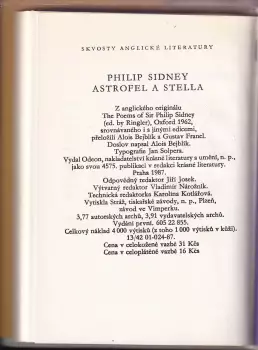 SKVOSTY ANGLICKÉ LITERATURY
PHILIP SIDNEY
ASTROFEL A STELLA
Z anglického originálu
The Poems of Sir Philip Sidney
(ed. by Ringler), Oxford 1962,
srovnávaného i s jinými edicemi,
přeložili Alois Bejblík a Gustav Francl.
Doslov napsal Alois Bejblík.
Typografie Jan Solpera.
Vydal Odeon, nakladatelství krásné literatury a umění, n. p.,
jako svou 4575. publikaci v redakci krásné literatury.
Praha 1987.
Odpovědný redaktor Jiří Josek.
Výtvarný redaktor Vladimír Nárožník.
Technická redaktorka Karolina Kotlářová.
Vytiskla Stráž, tiskařské závody, n. p., Plzeň,
závod ve Vimperku.
3,77 autorských archů, 3,91 vydavatelských archů.
Vydání první. 605 22 855.
Celkový náklad 4 000 výtisků (z toho 1 000 výtisků v kůži).
13/42 01-024-87.
Cena v celokožené vazbě 31 Kčs
Cena v celoplátěné vazbě 16 Kčs